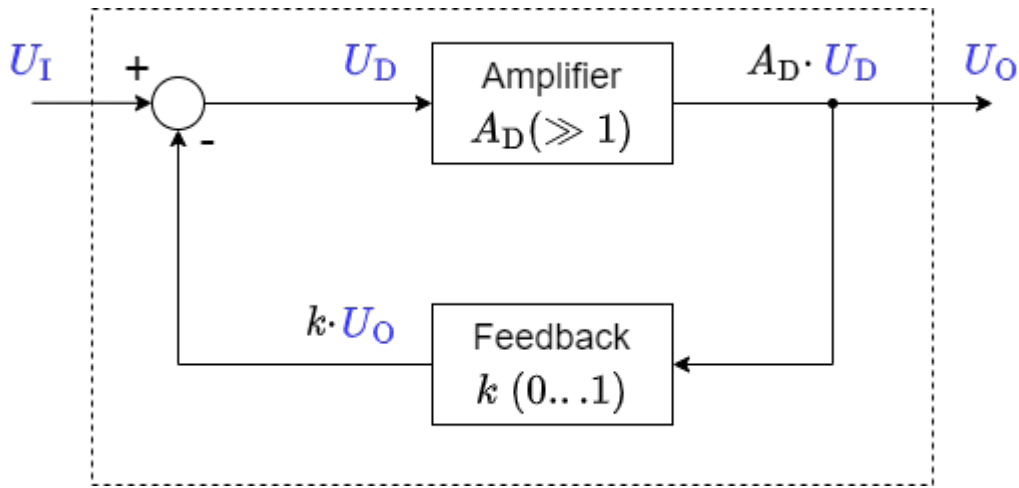 U_I
+
-
U_D
Amplifier
A_D(≫ 1)
A_D· U_D
U_O
k·U_O
Feedback
k (0...1)